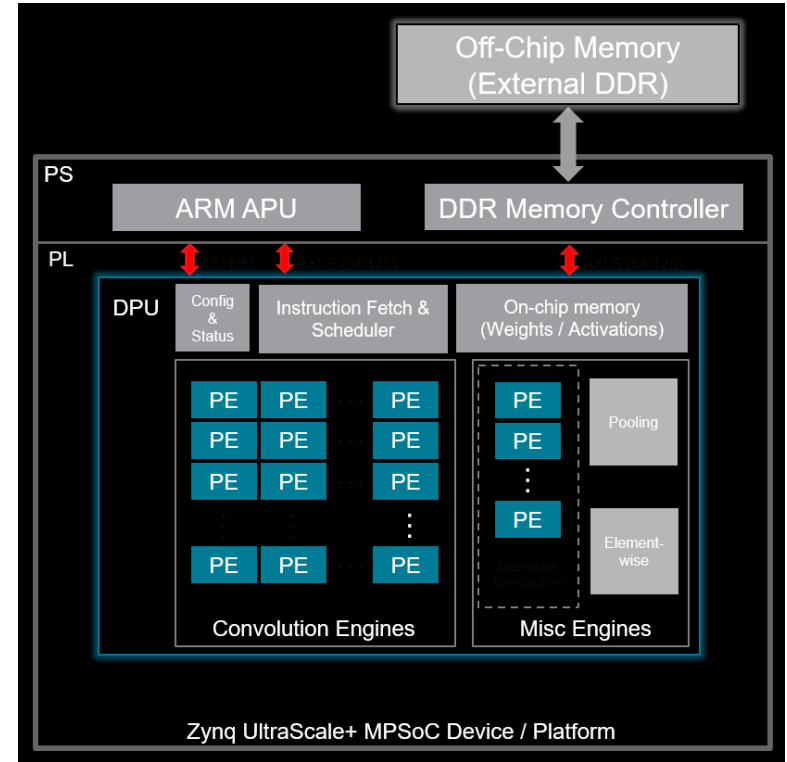 Off-Chip Memory
(External DDR)
PS
ARM APU
DDR Memory Controller
PL
AXI-MM
AXI-S (64/128)
AXI-S (64/128)
DPU
Config
&
Status
Instruction Fetch &
Scheduler
On-chip memory
(Weights / Activations)
PE PE ... PE
PE PE ... PE
PE PE ... PE
PE PE ... PE
Convolution Engines
PE
PE
PE
Depthwise
Convolution
Pooling
Element-
wise
Misc Engines
Zynq UltraScale+ MPSoC Device / Platform